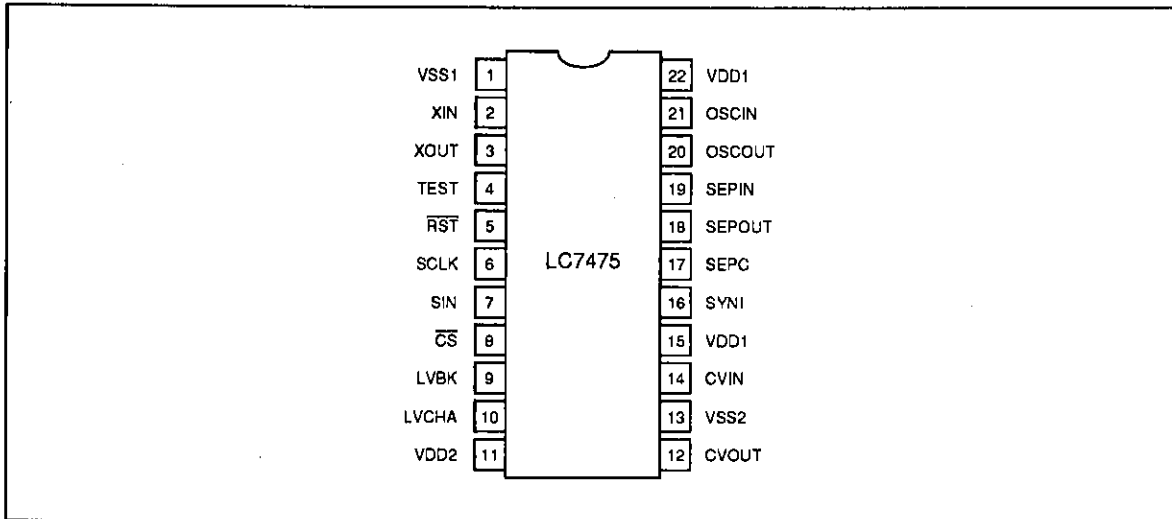 VSS1 1 22 VDD1
XIN 2 21 OSCIN
XOUT 3 20 OSCOUT
TEST 4 19 SEPIN
R̅S̅T̅ 5 18 SEPOUT
SCLK 6 LC7475 17 SEPC
SIN 7 16 SYNI
C̅S̅ 8 15 VDD1
LVBK 9 14 CVIN
LVCHA 10 13 VSS2
VDD2 11 12 CVOUT